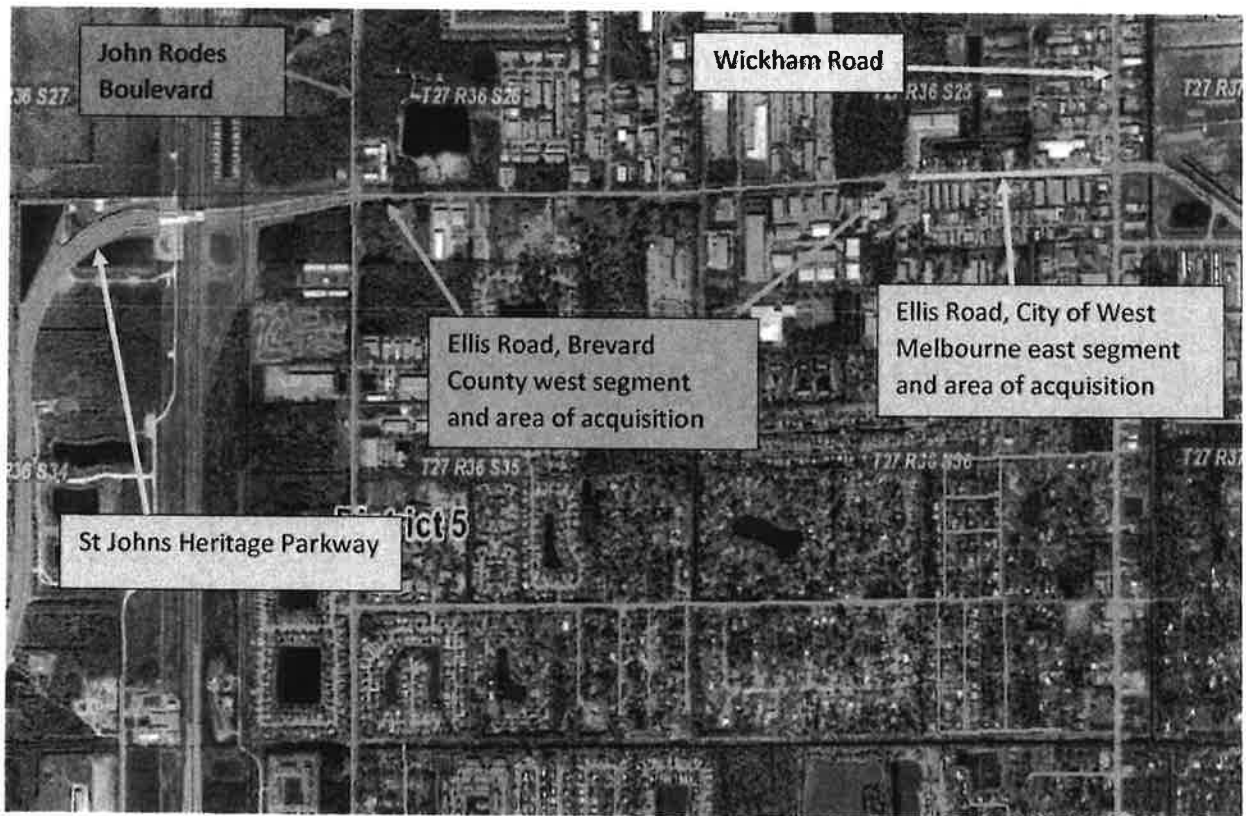 John Rodes
Boulevard
Wickham Road
36 S27
T27 R36 S26
T27 R36 S25
T27 R37
Ellis Road, Brevard
County west segment
and area of acquisition
Ellis Road, City of West
Melbourne east segment
and area of acquisition
R36 S34
T27 R36 S35
T27 R36 S36
T27 R37
St Johns Heritage Parkway
District 5